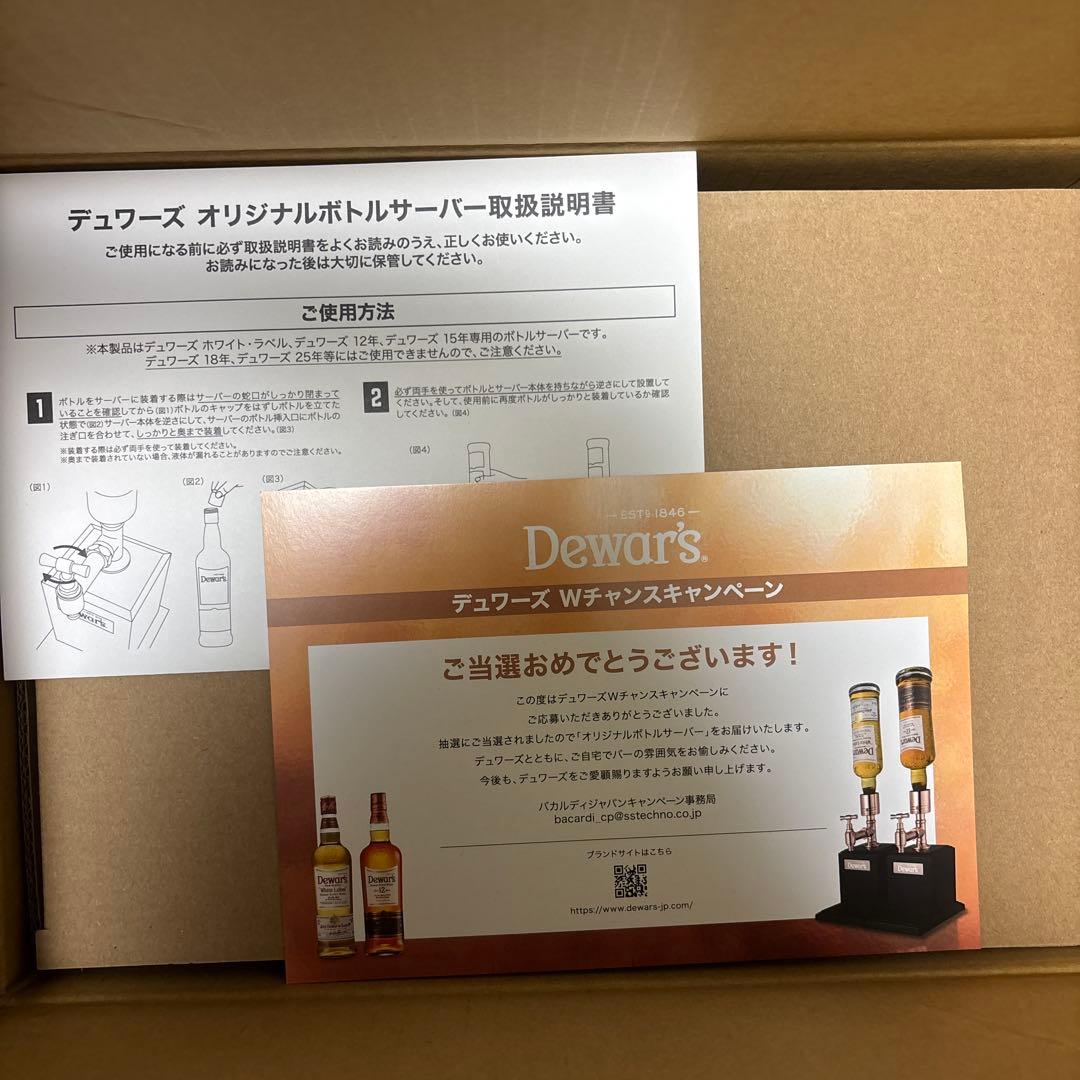 デュワーズ オリジナルボトルサーバー取扱説明書
ご使用になる前に必ず取扱説明書をよくお読みのうえ、正しくお使いください。
お読みになった後は大切に保管してください。
ご使用方法
※本製品はデュワーズ ホワイト・ラベル、デュワーズ 12年、デュワーズ 15年専用のボトルサーバーです。
デュワーズ 18年、デュワーズ 25年等にはご使用できませんので、ご注意ください。
1
ボトルをサーバーに装着する際はサーバーの蛇口がしっかり閉まって
いることを確認してから(図1)ボトルのキャップをはずしボトルを立てた
状態で(図2)サーバー本体を逆さにして、サーバーのボトル挿入口にボトルの
注ぎ口を合わせて、しっかりと奥まで装着してください。(図3)
※装着する際は必ず両手を使って装着してください。
※奥まで装着されていない場合、液体が漏れることがありますのでご注意ください。
2
必ず両手を使ってボトルとサーバー本体を持ちながら逆さにして設置して
ください。そして、使用前に再度ボトルがしっかりと装着しているか確認
してください。(図4)
(図1)
(図2)
(図3)
(図4)
Dewar's
war's
EST? 1846
Dewar's®
デュワーズ Wチャンスキャンペーン
ご当選おめでとうございます!
この度はデュワーズWチャンスキャンペーンに
ご応募いただきありがとうございました。
抽選にご当選されましたので「オリジナルボトルサーバー」をお届けいたします。
デュワーズとともに、ご自宅でバーの雰囲気をお愉しみください。
今後も、デュワーズをご愛顧賜りますようお願い申し上げます。
バカルディジャパンキャンペーン事務局
bacardi_cp@sstechno.co.jp
ブランドサイトはこちら
https://www.dewars-jp.com/
Dewar's
White Label
Dewar's
12
Dewar's
Dewar's
Dewar's
Dewar's